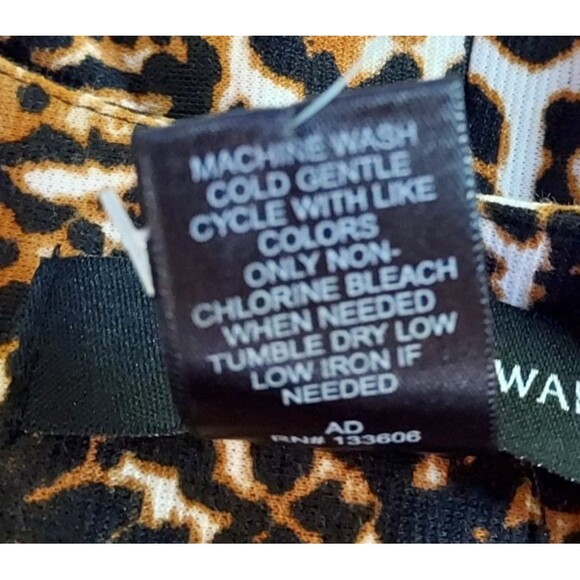 MACHINE WASH
COLD GENTLE
CYCLE WITH LIKE
COLORS
ONLY NON-
CHLORINE BLEACH
WHEN NEEDED
TUMBLE DRY LOW
LOW IRON IF
NEEDED
AD
RN# 133606